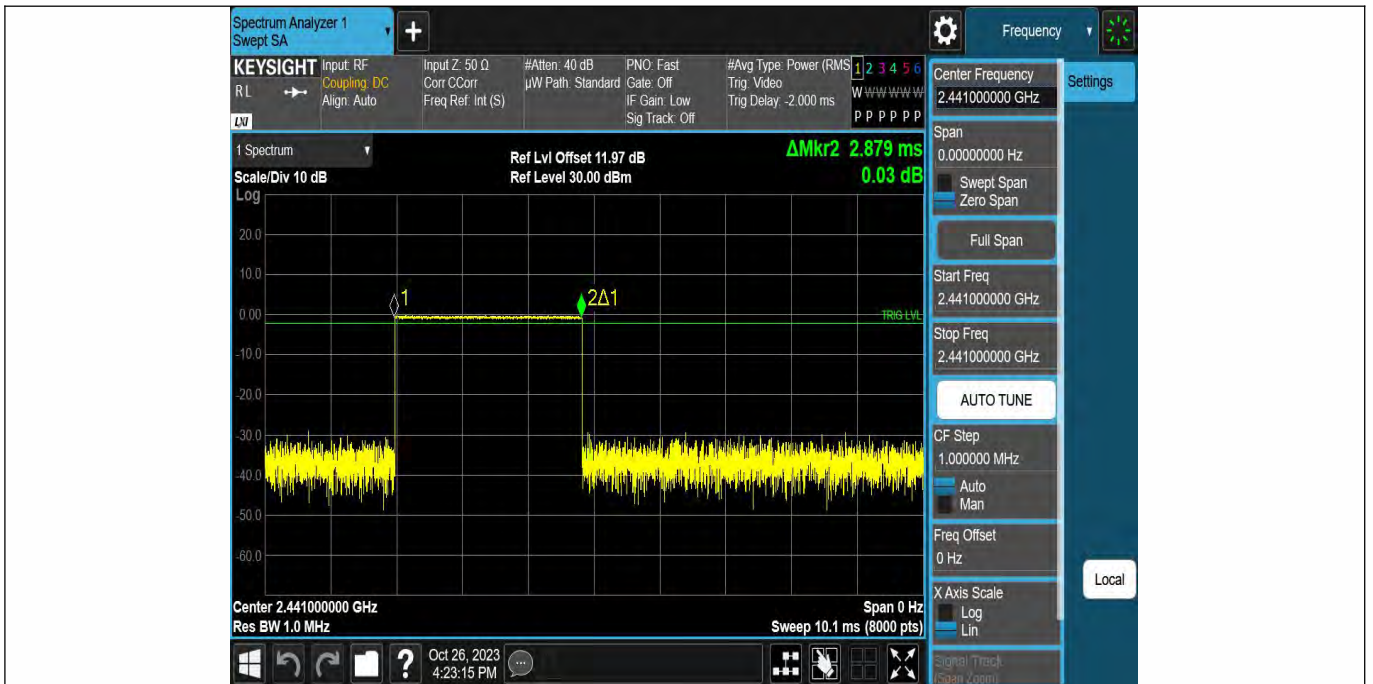 Spectrum Analyzer 1
Swept SA
+
Frequency
KEYSIGHT
RL
LXI
Input: RF
Coupling: DC
Align: Auto
Input Z: 50 Ω
Corr CCorr
Freq Ref: Int (S)
#Atten: 40 dB
µW Path: Standard
PNO: Fast
Gate: Off
IF Gain: Low
Sig Track: Off
#Avg Type: Power (RMS
Trig: Video
Trig Delay: -2.000 ms
1 2 3 4 5 6
W W W W W W
P P P P P P
1 Spectrum
Scale/Div 10 dB
Ref Lvl Offset 11.97 dB
Ref Level 30.00 dBm
ΔMkr2 2.879 ms
0.03 dB
Log
20.0
10.0
0.00
-10.0
-20.0
-30.0
-40.0
-50.0
-60.0
1
2Δ1
TRIG LVL
Center 2.441000000 GHz
Res BW 1.0 MHz
Span 0 Hz
Sweep 10.1 ms (8000 pts)
Center Frequency
2.441000000 GHz
Settings
Span
0.00000000 Hz
Swept Span
Zero Span
Full Span
Start Freq
2.441000000 GHz
Stop Freq
2.441000000 GHz
AUTO TUNE
CF Step
1.000000 MHz
Auto
Man
Freq Offset
0 Hz
X Axis Scale
Log
Lin
Signal Track
(Span Zoom)
Local
?
Oct 26, 2023
4:23:15 PM